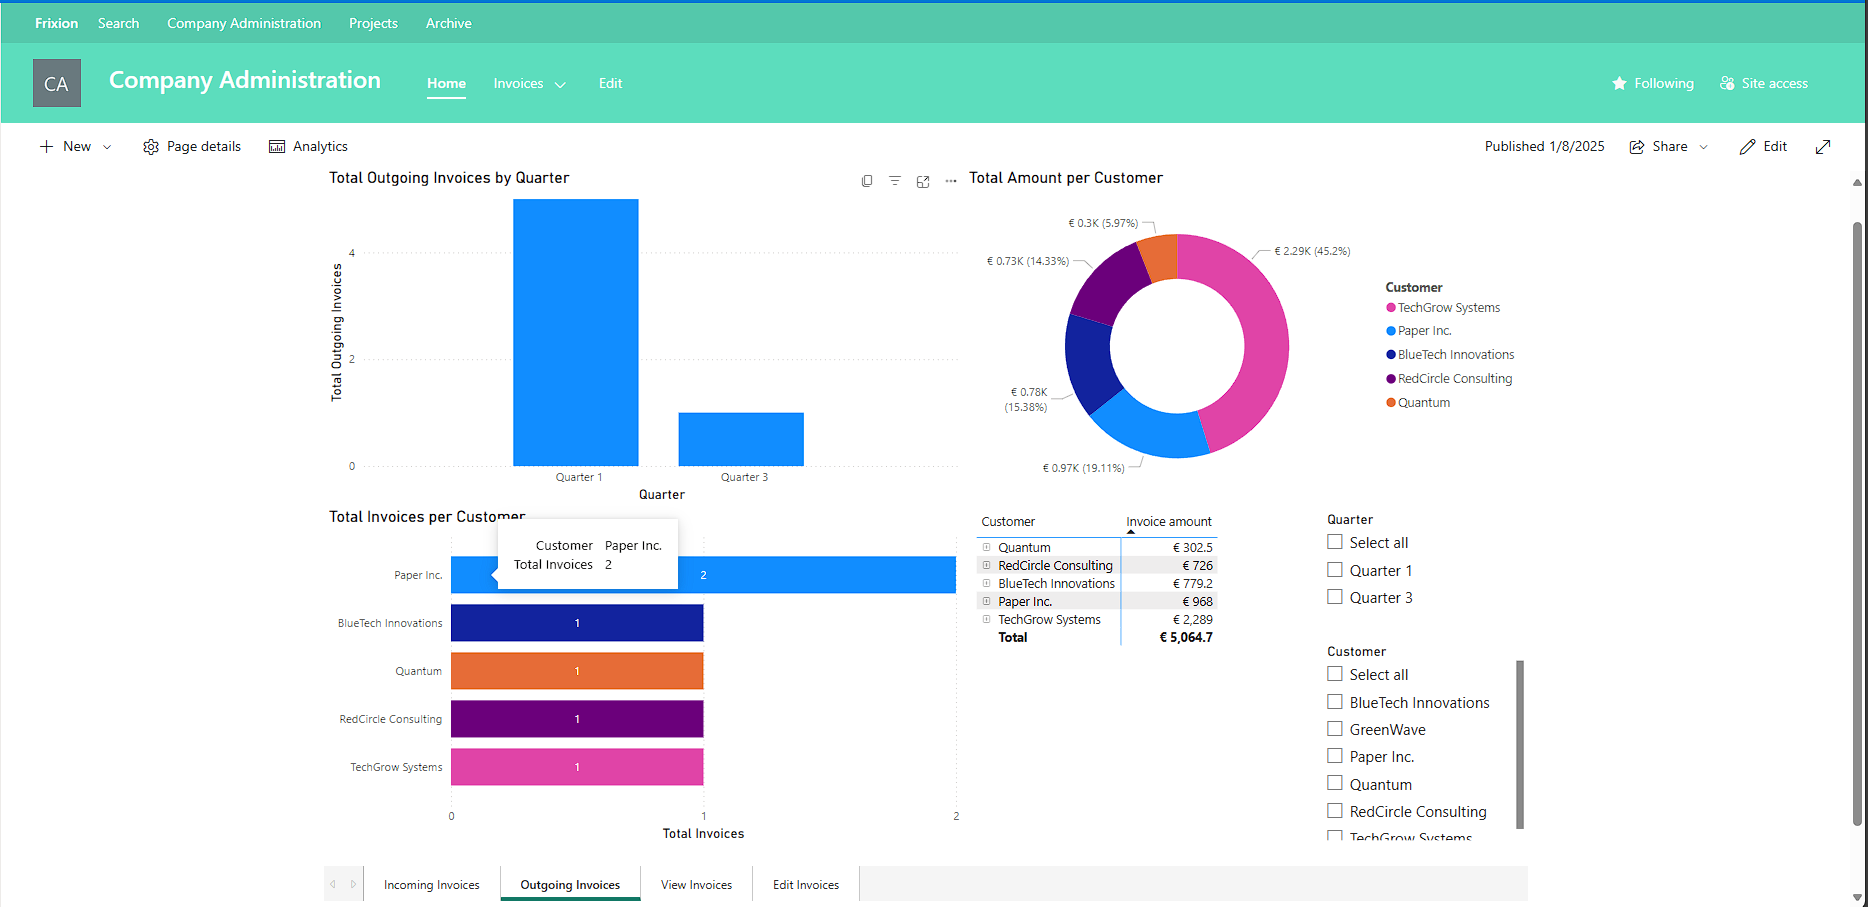 Frixion Search Company Administration Projects Archive
CA Company Administration Home Invoices Edit Following Site access
New Page details Analytics Published 1/8/2025 Share Edit
Total Outgoing Invoices by Quarter
Total Outgoing Invoices
4
2
0
Quarter 1 Quarter 3
Quarter
Total Amount per Customer
€ 0.3K (5.97%)
€ 2.29K (45.2%)
€ 0.73K (14.33%)
€ 0.78K
(15.38%)
€ 0.97K (19.11%)
Customer
TechGrow Systems
Paper Inc.
BlueTech Innovations
RedCircle Consulting
Quantum
Total Invoices per Customer
Customer Paper Inc.
Total Invoices 2
Paper Inc. 2
BlueTech Innovations 1
Quantum 1
RedCircle Consulting 1
TechGrow Systems 1
0 1 2
Total Invoices
Customer Invoice amount
Quantum € 302.5
RedCircle Consulting € 726
BlueTech Innovations € 779.2
Paper Inc. € 968
TechGrow Systems € 2,289
Total € 5,064.7
Quarter
Select all
Quarter 1
Quarter 3
Customer
Select all
BlueTech Innovations
GreenWave
Paper Inc.
Quantum
RedCircle Consulting
TechGrow Systems
Incoming Invoices Outgoing Invoices View Invoices Edit Invoices